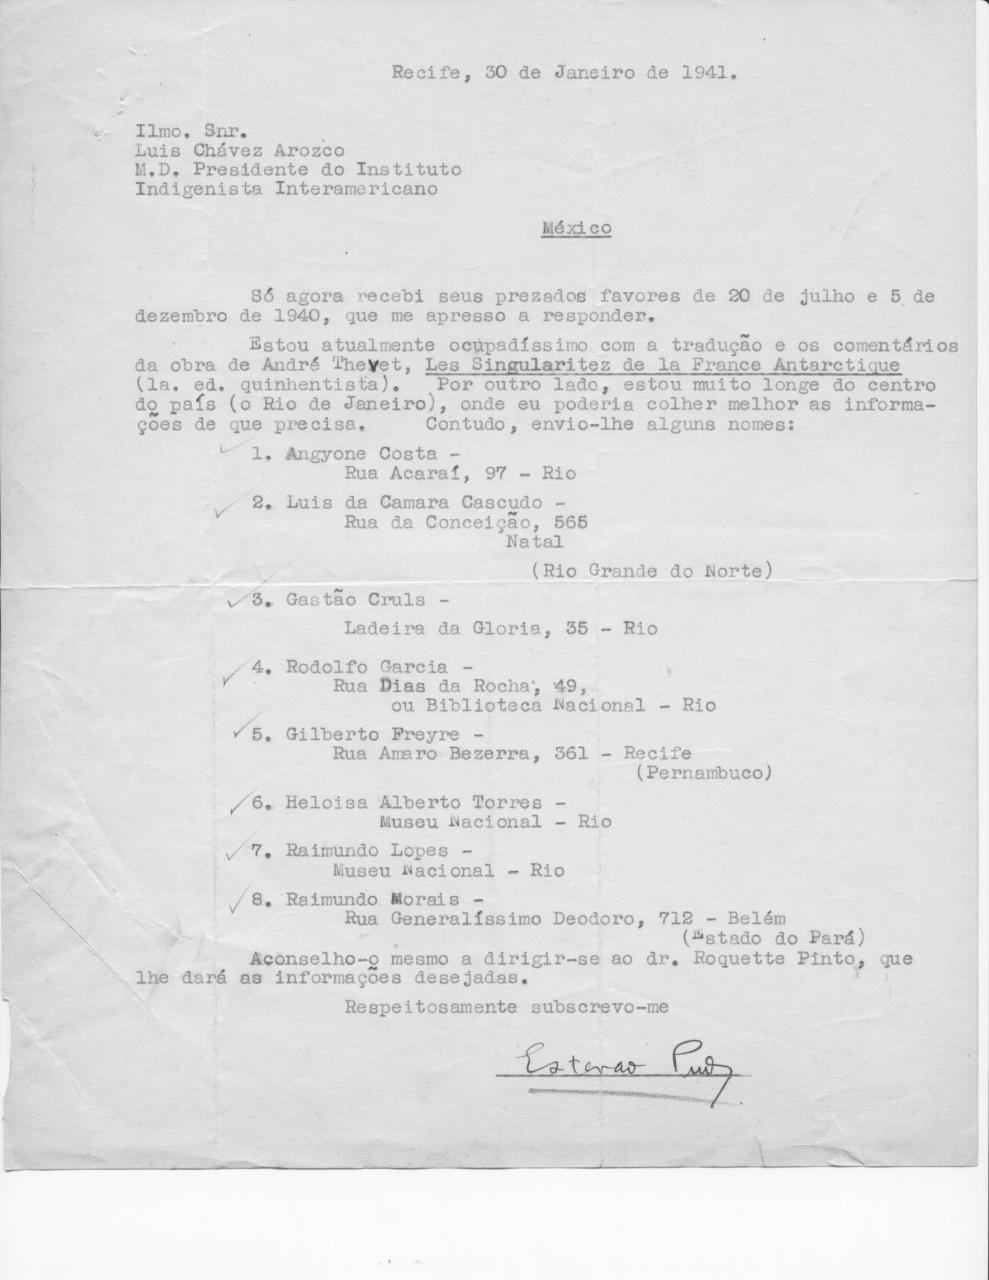 Recife, 30 de Janeiro de 1941.
Ilmo. Snr.
Luis Chávez Arozco
M.D. Presidente do Instituto
Indigenista Interamericano
México
Só agora recebi seus prezados favores de 20 de julho e 5 de
dezembro de 1940, que me apresso a responder.
Estou atualmente ocupadíssimo com a tradução e os comentários
da obra de André Thevet, Les Singularitez de la France Antarctique
(1a. ed. quinhentista). Por outro lado, estou muito longe do centro
do país (o Rio de Janeiro), onde eu poderia colher melhor as informa-
ções de que precisa. Contudo, envio-lhe alguns nomes:
1. Angyone Costa -
Rua Acaraí, 97 - Rio
2. Luis da Camara Cascudo -
Rua da Conceição, 565
Natal
(Rio Grande do Norte)
3. Gastão Cruls -
Ladeira da Gloria, 35 - Rio
4. Rodolfo Garcia -
Rua Dias da Rocha, 49,
ou Biblioteca Nacional - Rio
5. Gilberto Freyre -
Rua Amaro Bezerra, 361 - Recife
(Pernambuco)
6. Heloisa Alberto Torres -
Museu Nacional - Rio
7. Raimundo Lopes -
Museu Nacional - Rio
8. Raimundo Morais -
Rua Generalíssimo Deodoro, 712 - Belém
(Estado do Pará)
Aconselho-o mesmo a dirigir-se ao dr. Roquette Pinto, que
lhe dará as informações desejadas.
Respeitosamente subscrevo-me
Estevao